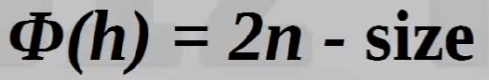 Φ(h) = 2n - size